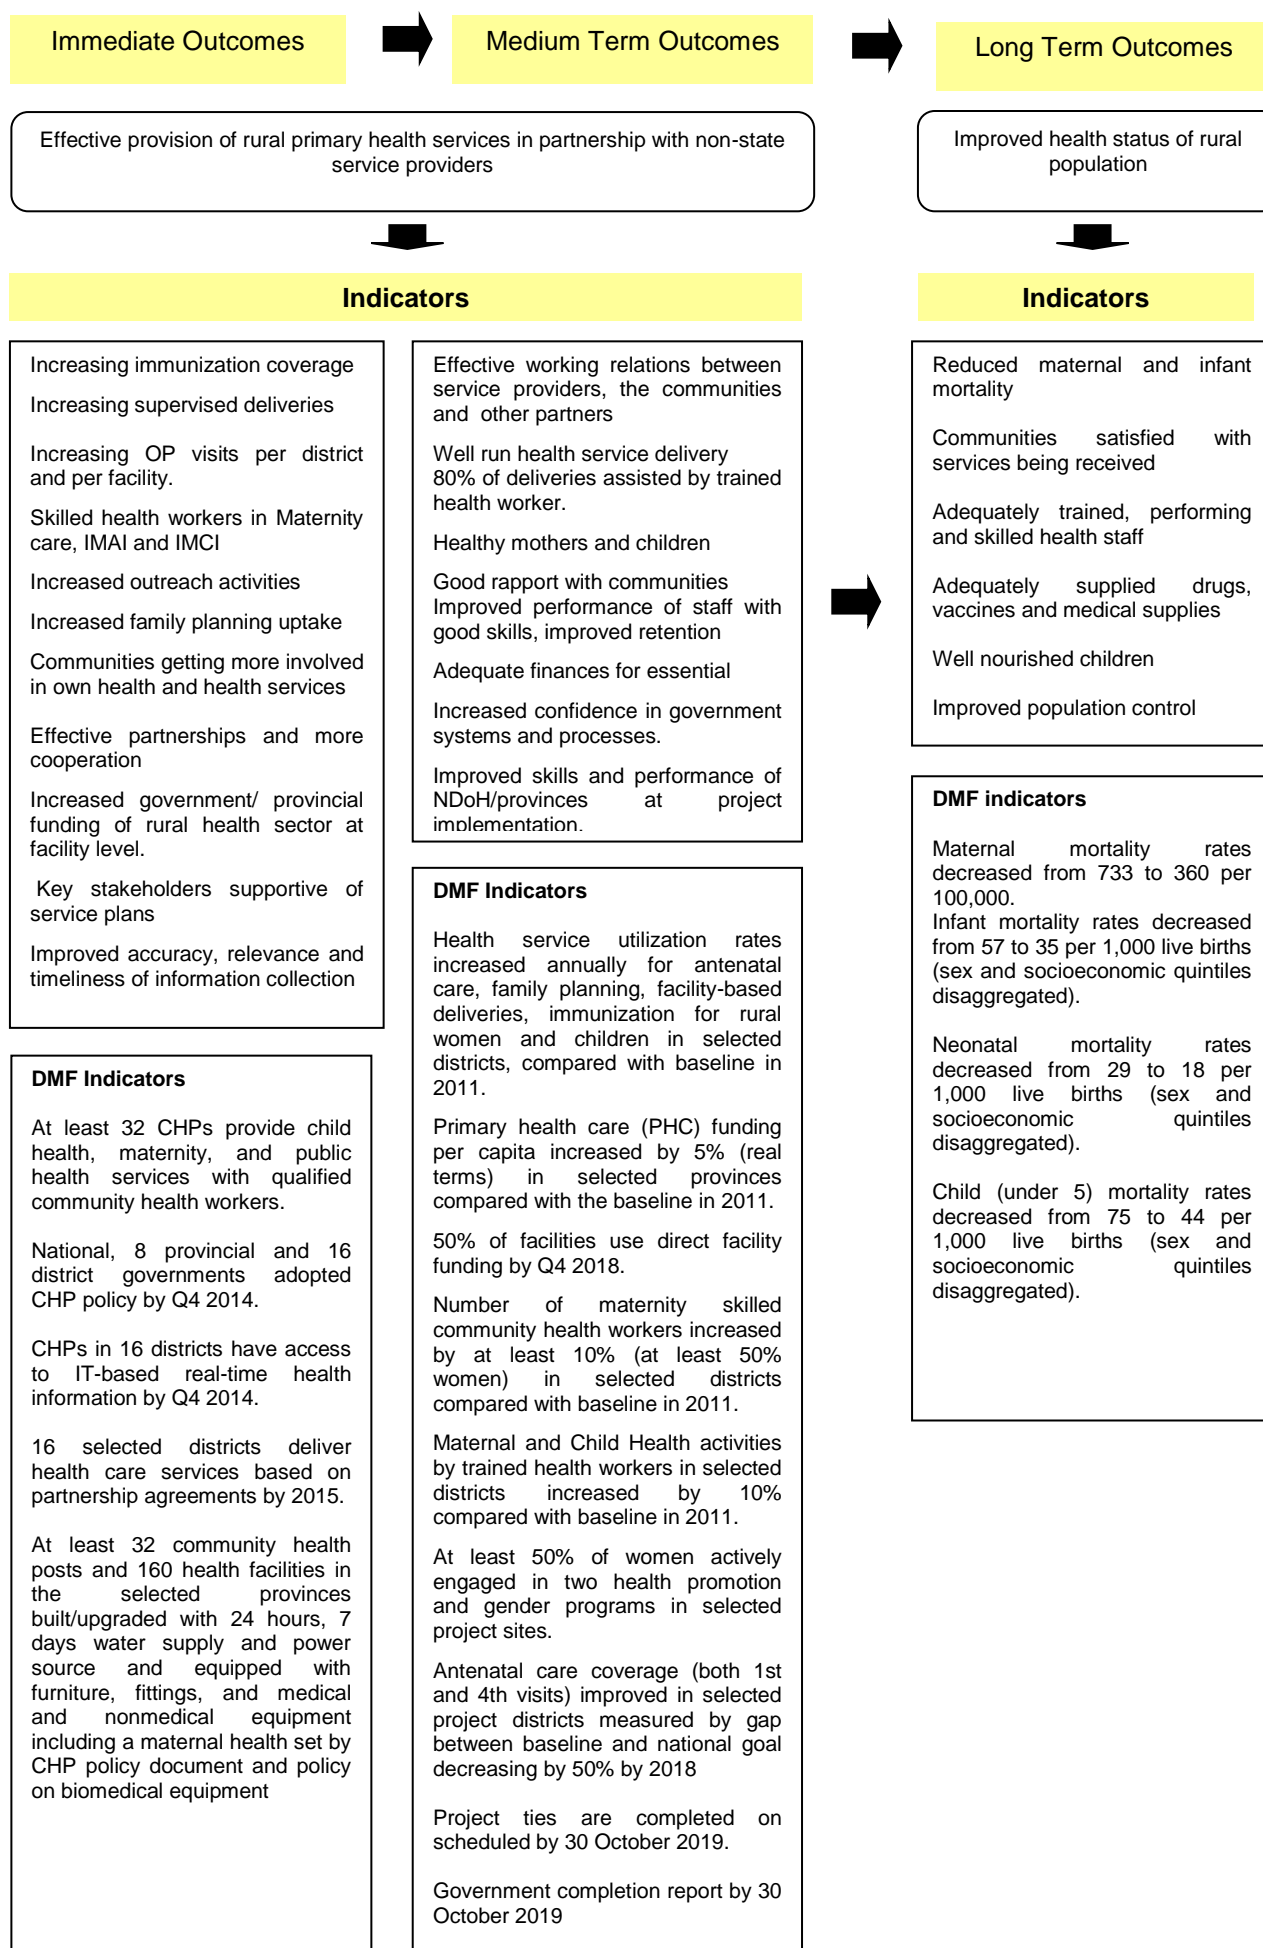 Immediate Outcomes
Medium Term Outcomes
Long Term Outcomes
Effective provision of rural primary health services in partnership with non-state
service providers
Improved health status of rural
population
Indicators
Indicators
Increasing immunization coverage
Increasing supervised deliveries
Increasing OP visits per district
and per facility.
Skilled health workers in Maternity
care, IMAI and IMCI
Increased outreach activities
Increased family planning uptake
Communities getting more involved
in own health and health services
Effective partnerships and more
cooperation
Increased government/ provincial
funding of rural health sector at
facility level.
Key stakeholders supportive of
service plans
Improved accuracy, relevance and
timeliness of information collection
DMF Indicators
At least 32 CHPs provide child
health, maternity, and public
health services with qualified
community health workers.
National, 8 provincial and 16
district governments adopted
CHP policy by Q4 2014.
CHPs in 16 districts have access
to IT-based real-time health
information by Q4 2014.
16 selected districts deliver
health care services based on
partnership agreements by 2015.
At least 32 community health
posts and 160 health facilities in
the selected provinces
built/upgraded with 24 hours, 7
days water supply and power
source and equipped with
furniture, fittings, and medical
and nonmedical equipment
including a maternal health set by
CHP policy document and policy
on biomedical equipment
Effective working relations between
service providers, the communities
and other partners
Well run health service delivery
80% of deliveries assisted by trained
health worker.
Healthy mothers and children
Good rapport with communities
Improved performance of staff with
good skills, improved retention
Adequate finances for essential
Increased confidence in government
systems and processes.
Improved skills and performance of
NDoH/provinces at project
implementation.
DMF Indicators
Health service utilization rates
increased annually for antenatal
care, family planning, facility-based
deliveries, immunization for rural
women and children in selected
districts, compared with baseline in
2011.
Primary health care (PHC) funding
per capita increased by 5% (real
terms) in selected provinces
compared with the baseline in 2011.
50% of facilities use direct facility
funding by Q4 2018.
Number of maternity skilled
community health workers increased
by at least 10% (at least 50%
women) in selected districts
compared with baseline in 2011.
Maternal and Child Health activities
by trained health workers in selected
districts increased by 10%
compared with baseline in 2011.
At least 50% of women actively
engaged in two health promotion
and gender programs in selected
project sites.
Antenatal care coverage (both 1st
and 4th visits) improved in selected
project districts measured by gap
between baseline and national goal
decreasing by 50% by 2018
Project ties are completed on
scheduled by 30 October 2019.
Government completion report by 30
October 2019
Reduced maternal and infant
mortality
Communities satisfied with
services being received
Adequately trained, performing
and skilled health staff
Adequately supplied drugs,
vaccines and medical supplies
Well nourished children
Improved population control
DMF indicators
Maternal mortality rates
decreased from 733 to 360 per
100,000.
Infant mortality rates decreased
from 57 to 35 per 1,000 live births
(sex and socioeconomic quintiles
disaggregated).
Neonatal mortality rates
decreased from 29 to 18 per
1,000 live births (sex and
socioeconomic quintiles
disaggregated).
Child (under 5) mortality rates
decreased from 75 to 44 per
1,000 live births (sex and
socioeconomic quintiles
disaggregated).